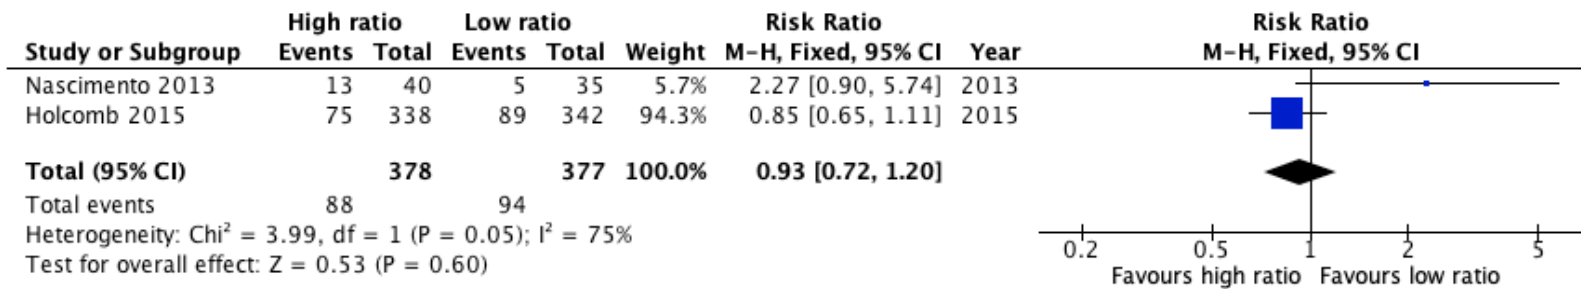 High ratio Low ratio Risk Ratio Risk Ratio
Study or Subgroup Events Total Events Total Weight M-H, Fixed, 95% CI Year M-H, Fixed, 95% CI
Nascimento 2013 13 40 5 35 5.7% 2.27 [0.90, 5.74] 2013
Holcomb 2015 75 338 89 342 94.3% 0.85 [0.65, 1.11] 2015
Total (95% CI) 378 377 100.0% 0.93 [0.72, 1.20]
Total events 88 94
Heterogeneity: Chi² = 3.99, df = 1 (P = 0.05); I² = 75%
Test for overall effect: Z = 0.53 (P = 0.60)
0.2 0.5 1 2 5
Favours high ratio Favours low ratio